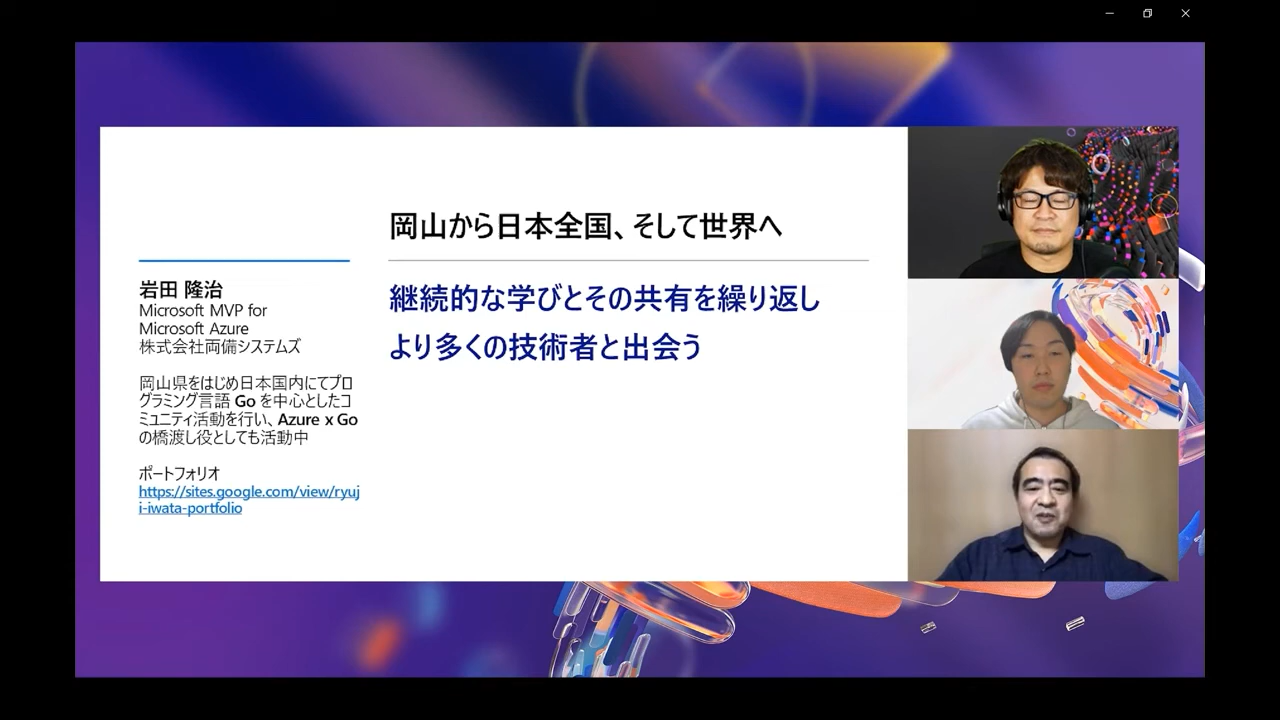 岡山から日本全国、そして世界へ
岩田 隆治
Microsoft MVP for
Microsoft Azure
株式会社両備システムズ
岡山県をはじめ日本国内にてプロ
グラミング言語 Go を中心としたコ
ミュニティ活動を行い、Azure x Go
の橋渡し役としても活動中
ポートフォリオ
https://sites.google.com/view/ryuj
i-iwata-portfolio
継続的な学びとその共有を繰り返し
より多くの技術者と出会う